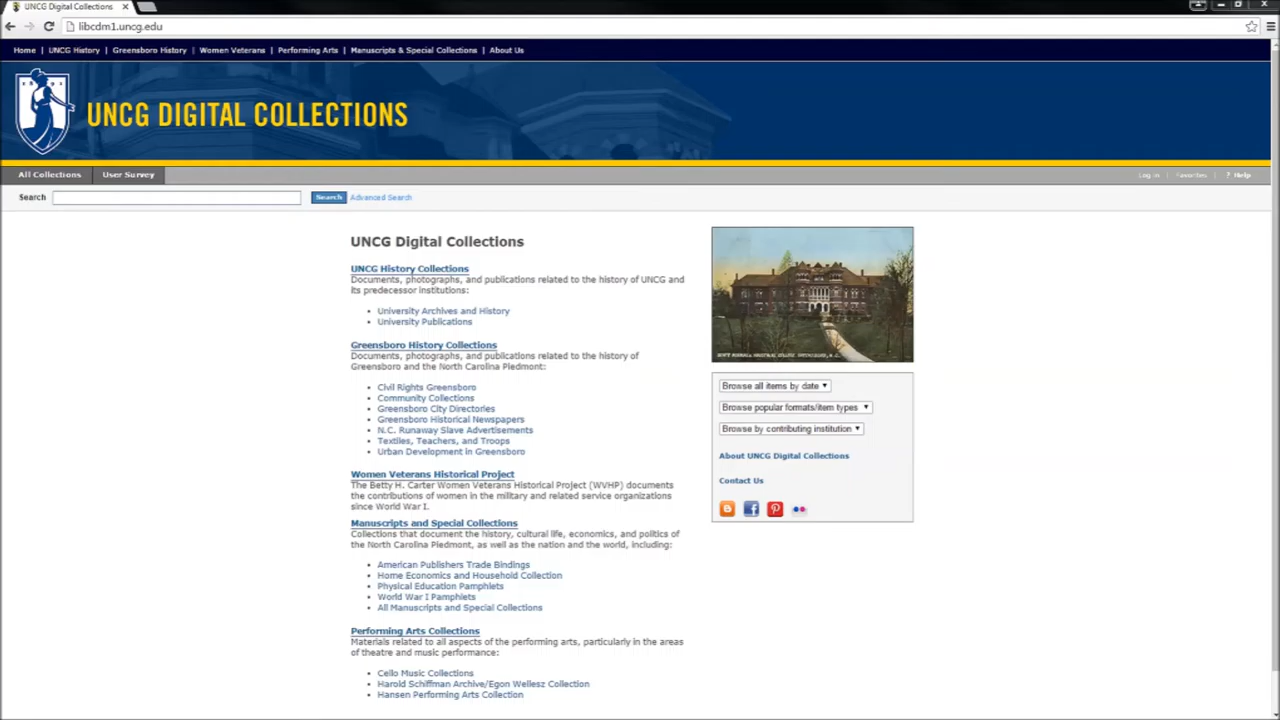 UNCG Digital Collections
libcdm1.uncg.edu
Home | UNCG History | Greensboro History | Women Veterans | Performing Arts | Manuscripts & Special Collections | About Us
UNCG DIGITAL COLLECTIONS
All Collections User Survey
Log in | Favorites | ? Help
Search Search Advanced Search
UNCG Digital Collections
UNCG History Collections
Documents, photographs, and publications related to the history of UNCG and
its predecessor institutions:
• University Archives and History
• University Publications
Greensboro History Collections
Documents, photographs, and publications related to the history of
Greensboro and the North Carolina Piedmont:
• Civil Rights Greensboro
• Community Collections
• Greensboro City Directories
• Greensboro Historical Newspapers
• N.C. Runaway Slave Advertisements
• Textiles, Teachers, and Troops
• Urban Development in Greensboro
Women Veterans Historical Project
The Betty H. Carter Women Veterans Historical Project (WVHP) documents
the contributions of women in the military and related service organizations
since World War I.
Manuscripts and Special Collections
Collections that document the history, cultural life, economics, and politics of
the North Carolina Piedmont, as well as the nation and the world, including:
• American Publishers Trade Bindings
• Home Economics and Household Collection
• Physical Education Pamphlets
• World War I Pamphlets
• All Manuscripts and Special Collections
Performing Arts Collections
Materials related to all aspects of the performing arts, particularly in the areas
of theatre and music performance:
• Cello Music Collections
• Harold Schiffman Archive/Egon Wellesz Collection
• Hansen Performing Arts Collection
Browse all items by date
Browse popular formats/item types
Browse by contributing institution
About UNCG Digital Collections
Contact Us